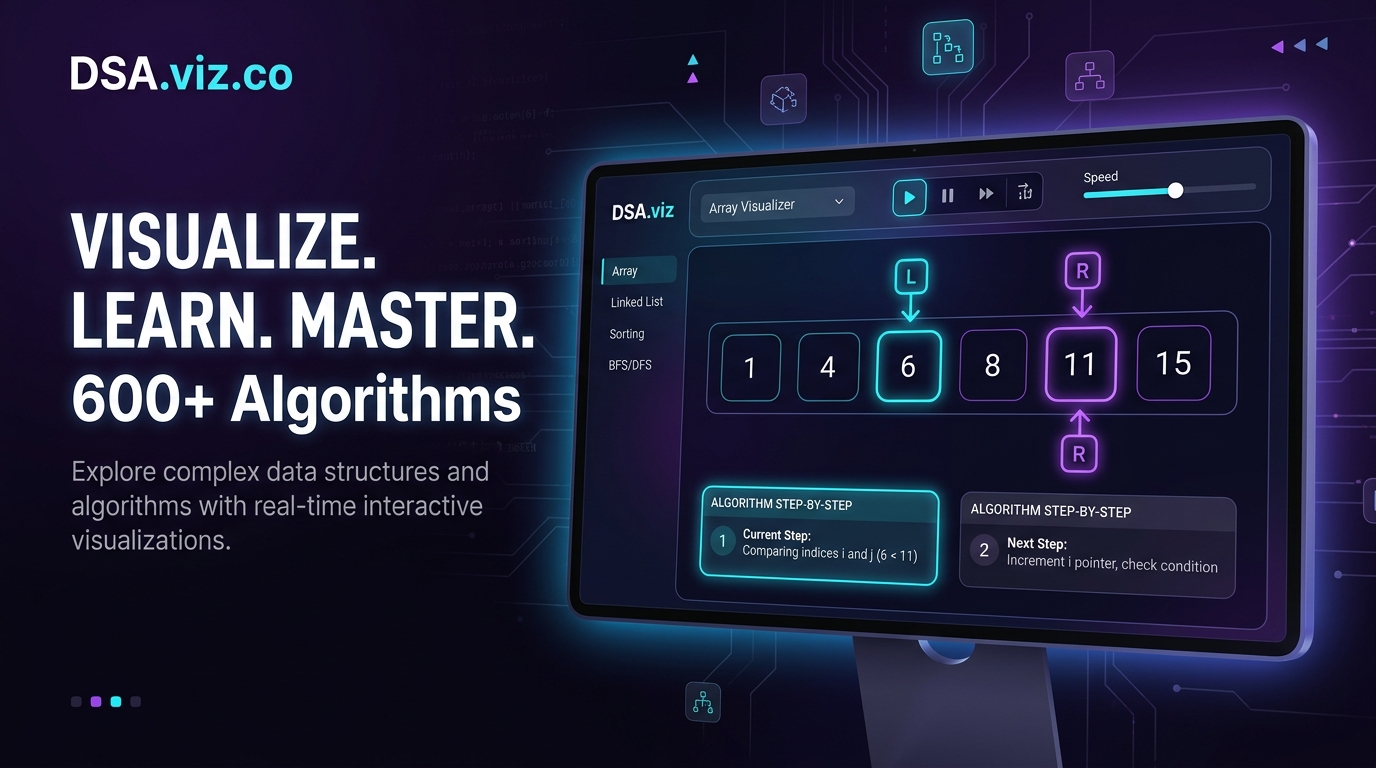 DSA.viz.co
VISUALIZE.
LEARN. MASTER.
600+ Algorithms
Explore complex data structures and
algorithms with real-time interactive
visualizations.
DSA.viz
Array Visualizer
Speed
Array
Linked List
Sorting
BFS/DFS
L
R
1
4
6
8
11
15
R
ALGORITHM STEP-BY-STEP
1
Current Step:
Comparing indices i and j (6 < 11)
ALGORITHM STEP-BY-STEP
2
Next Step:
Increment i pointer, check condition